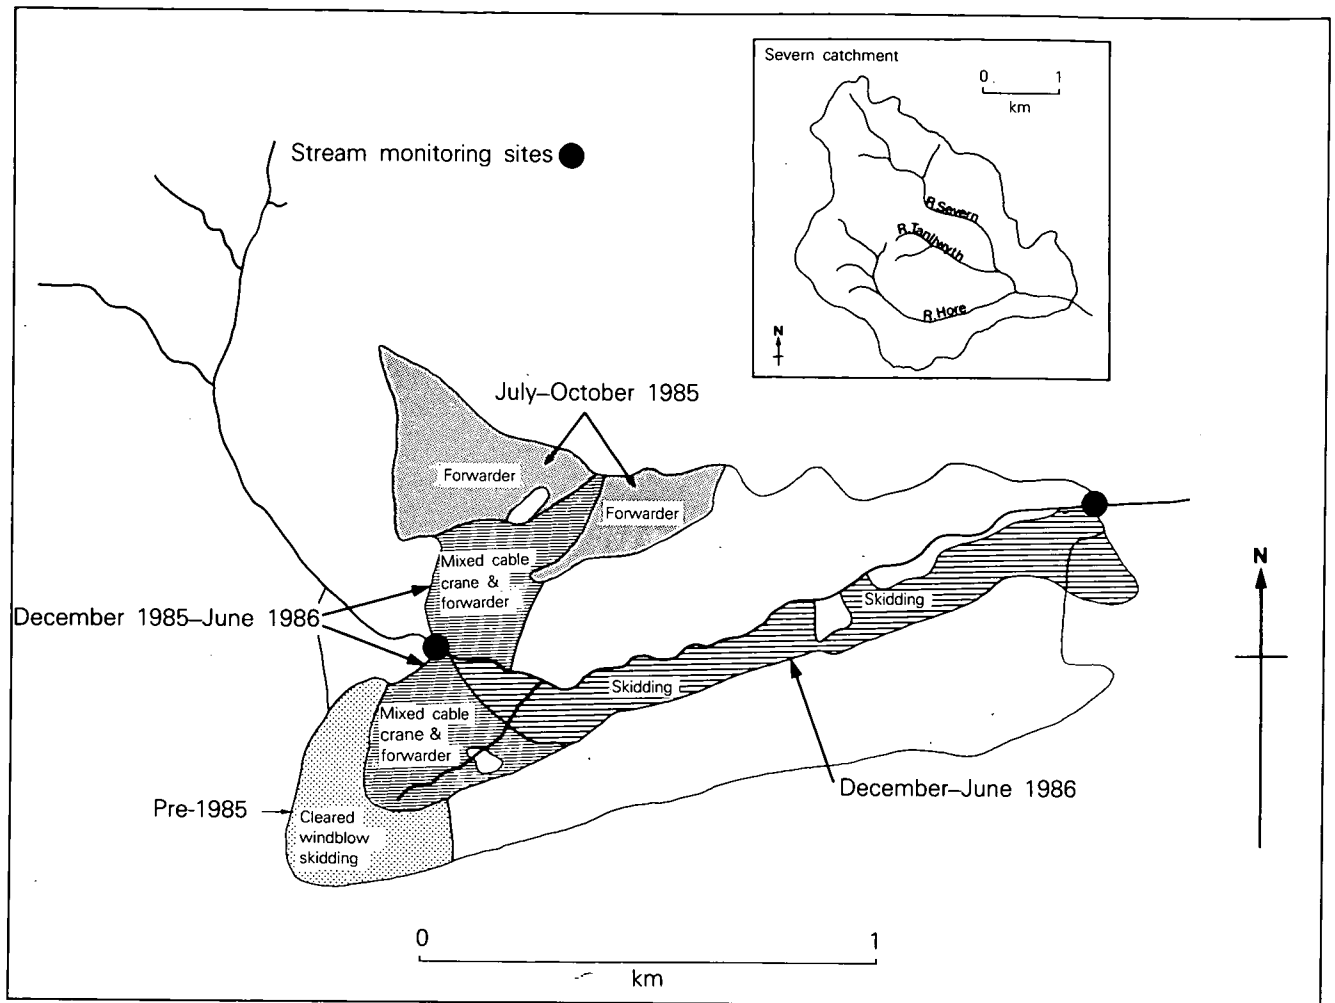 Severn catchment
0 1
km
R.Severn
R.Tanllwyth
R.Hore
N
Stream monitoring sites
July–October 1985
Forwarder
Forwarder
Mixed cable
crane &
forwarder
December 1985–June 1986
Skidding
Skidding
Mixed cable
crane &
forwarder
December–June 1986
Pre-1985
Cleared
windblow
skidding
N
0 1
km